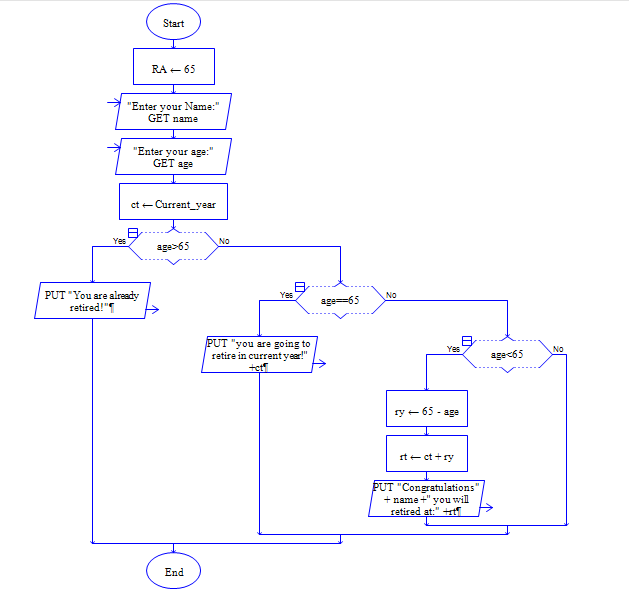 Start
RA ← 65
"Enter your Name:"
GET name
"Enter your age:"
GET age
ct ← Current_year
Yes
age>65
No
PUT "You are already
retired!"¶
Yes
age==65
No
PUT "you are going to
retire in current year!"
+ct¶
Yes
age<65
No
ry ← 65 - age
rt ← ct + ry
PUT "Congratulations"
+ name +" you will
retired at:" +rt¶
End